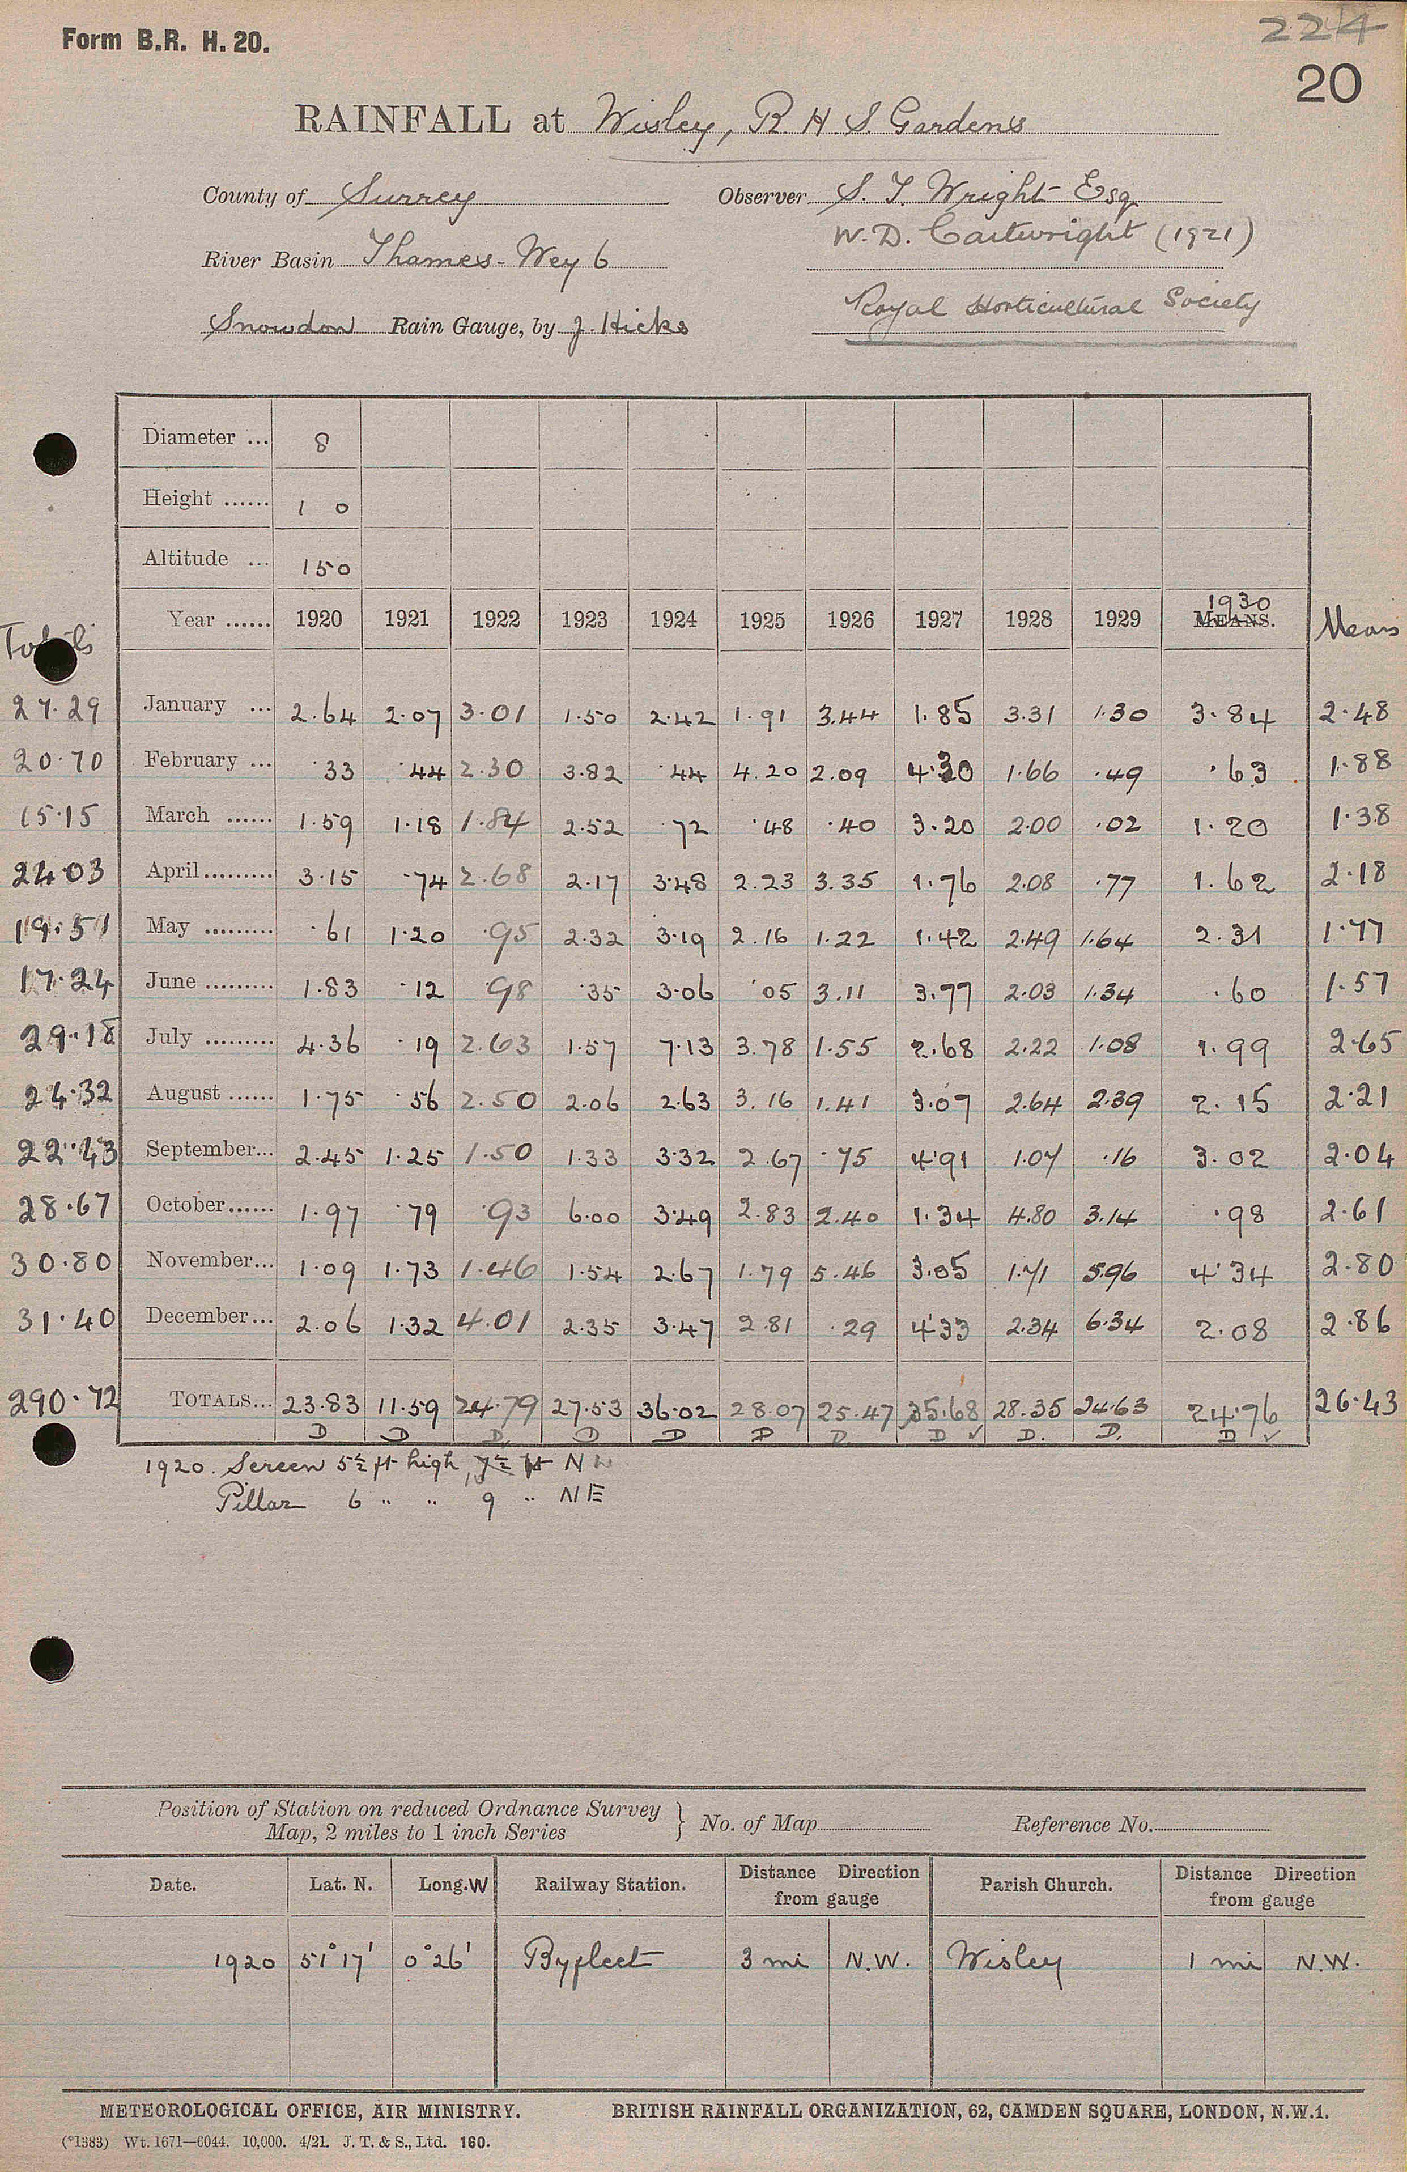 Form B.R. H. 20.
224
20
RAINFALL at Wisley, R. H. S. Gardens
County of Surrey Observer S. T. Wright Esq
W. D. Cartwright (1921)
River Basin Thames - Wey 6
Royal Horticultural Society
Snowdon Rain Gauge, by J. Hicks
Diameter ... 8
Height ...... 1 0
Altitude ... 150
Totals Year ...... 1920 1921 1922 1923 1924 1925 1926 1927 1928 1929 1930 MEANS. Means
27.29 January ... 2.64 2.07 3.01 1.50 2.42 1.91 3.44 1.85 3.31 1.30 3.84 2.48
20.70 February ... .33 .44 2.30 3.82 .44 4.20 2.09 4.30 1.66 .49 .63 1.88
15.15 March ...... 1.59 1.18 1.84 2.52 .72 .48 .40 3.20 2.00 .02 1.20 1.38
24.03 April ......... 3.15 .74 2.68 2.17 3.48 2.23 3.35 1.76 2.08 .77 1.62 2.18
19.51 May ......... .61 1.20 .95 2.32 3.19 2.16 1.22 1.42 2.49 1.64 2.31 1.77
17.24 June ......... 1.83 .12 .98 .35 3.06 .05 3.11 3.77 2.03 1.34 .60 1.57
29.18 July ......... 4.36 .19 2.63 1.57 7.13 3.78 1.55 2.68 2.22 1.08 1.99 2.65
24.32 August ...... 1.75 .56 2.50 2.06 2.63 3.16 1.41 3.07 2.64 2.39 2.15 2.21
22.43 September... 2.45 1.25 1.50 1.33 3.32 2.67 .75 4.91 1.07 .16 3.02 2.04
28.67 October...... 1.97 .79 .93 6.00 3.49 2.83 2.40 1.34 4.80 3.14 .98 2.61
30.80 November... 1.09 1.73 1.46 1.54 2.67 1.79 5.46 3.05 1.71 5.96 4.34 2.80
31.40 December... 2.06 1.32 4.01 2.35 3.47 2.81 .29 4.33 2.34 6.34 2.08 2.86
290.72 TOTALS... 23.83 11.59 24.79 27.53 36.02 28.07 25.47 35.68 28.35 24.63 24.76 26.43
D D D D D D D D ✓ D. D. D ✓
1920. Screen 5½ ft high, 7½ ft N
Pillar 6 " " 9 " NE
Position of Station on reduced Ordnance Survey
Map, 2 miles to 1 inch Series } No. of Map Reference No.
Date. Lat. N. Long. W Railway Station. Distance Direction from gauge Parish Church. Distance Direction from gauge
1920 51° 17' 0° 26' Byfleet 3 mi N.W. Wisley 1 mi N.W.
METEOROLOGICAL OFFICE, AIR MINISTRY. BRITISH RAINFALL ORGANIZATION, 62, CAMDEN SQUARE, LONDON, N.W.1.
(*1383) Wt. 1671—6044. 10,000. 4/21. J. T. & S., Ltd. 160.